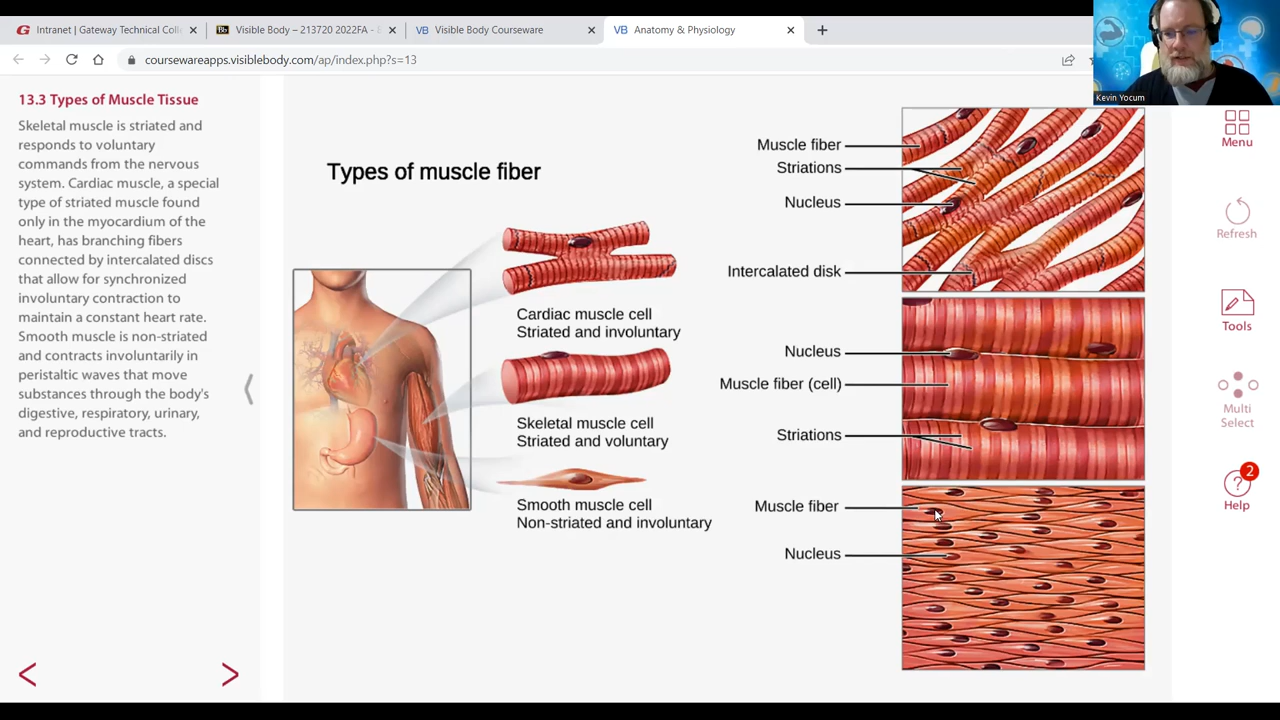 Intranet | Gateway Technical Coll
Visible Body – 213720 2022FA -
Visible Body Courseware
Anatomy & Physiology
coursewareapps.visiblebody.com/ap/index.php?s=13
Kevin Yocum
13.3 Types of Muscle Tissue
Skeletal muscle is striated and
responds to voluntary
commands from the nervous
system. Cardiac muscle, a special
type of striated muscle found
only in the myocardium of the
heart, has branching fibers
connected by intercalated discs
that allow for synchronized
involuntary contraction to
maintain a constant heart rate.
Smooth muscle is non-striated
and contracts involuntarily in
peristaltic waves that move
substances through the body's
digestive, respiratory, urinary,
and reproductive tracts.
Types of muscle fiber
Cardiac muscle cell
Striated and involuntary
Skeletal muscle cell
Striated and voluntary
Smooth muscle cell
Non-striated and involuntary
Muscle fiber
Striations
Nucleus
Intercalated disk
Nucleus
Muscle fiber (cell)
Striations
Muscle fiber
Nucleus
Menu
Refresh
Tools
Multi
Select
2
Help